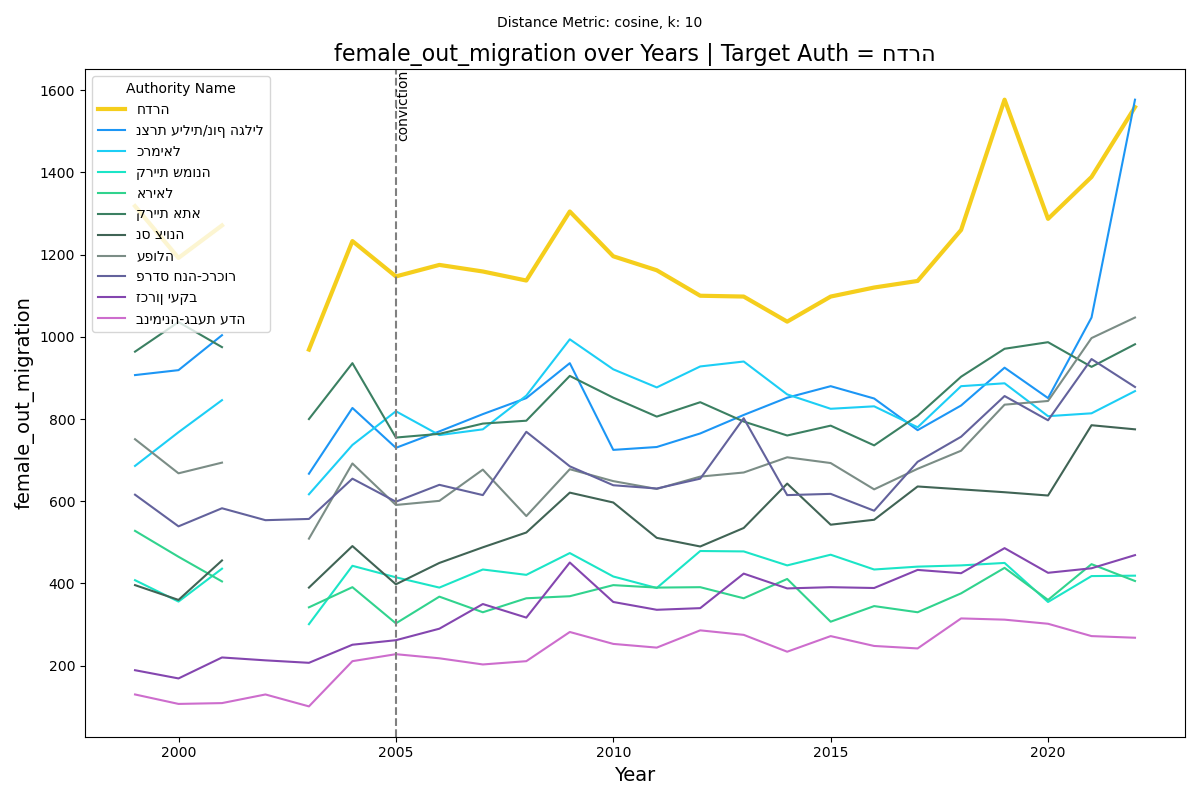 Distance Metric: cosine, k: 10
female_out_migration over Years | Target Auth = חדרה
Authority Name
חדרה
נצרת עילית/נוף הגליל
כרמיאל
קריית שמונה
אריאל
קריית אתא
נס ציונה
עפולה
פרדס חנה-כרכור
זכרון יעקב
בנימינה-גבעת עדה
conviction
female_out_migration
1600
1400
1200
1000
800
600
400
200
2000
2005
2010
2015
2020
Year